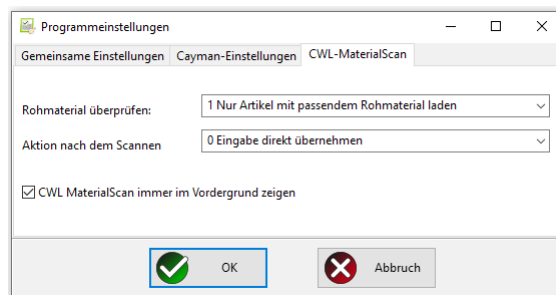 Programmeinstellungen
Gemeinsame Einstellungen Cayman-Einstellungen CWL-MaterialScan
Rohmaterial überprüfen: 1 Nur Artikel mit passendem Rohmaterial laden
Aktion nach dem Scannen 0 Eingabe direkt übernehmen
CWL MaterialScan immer im Vordergrund zeigen
OK Abbruch